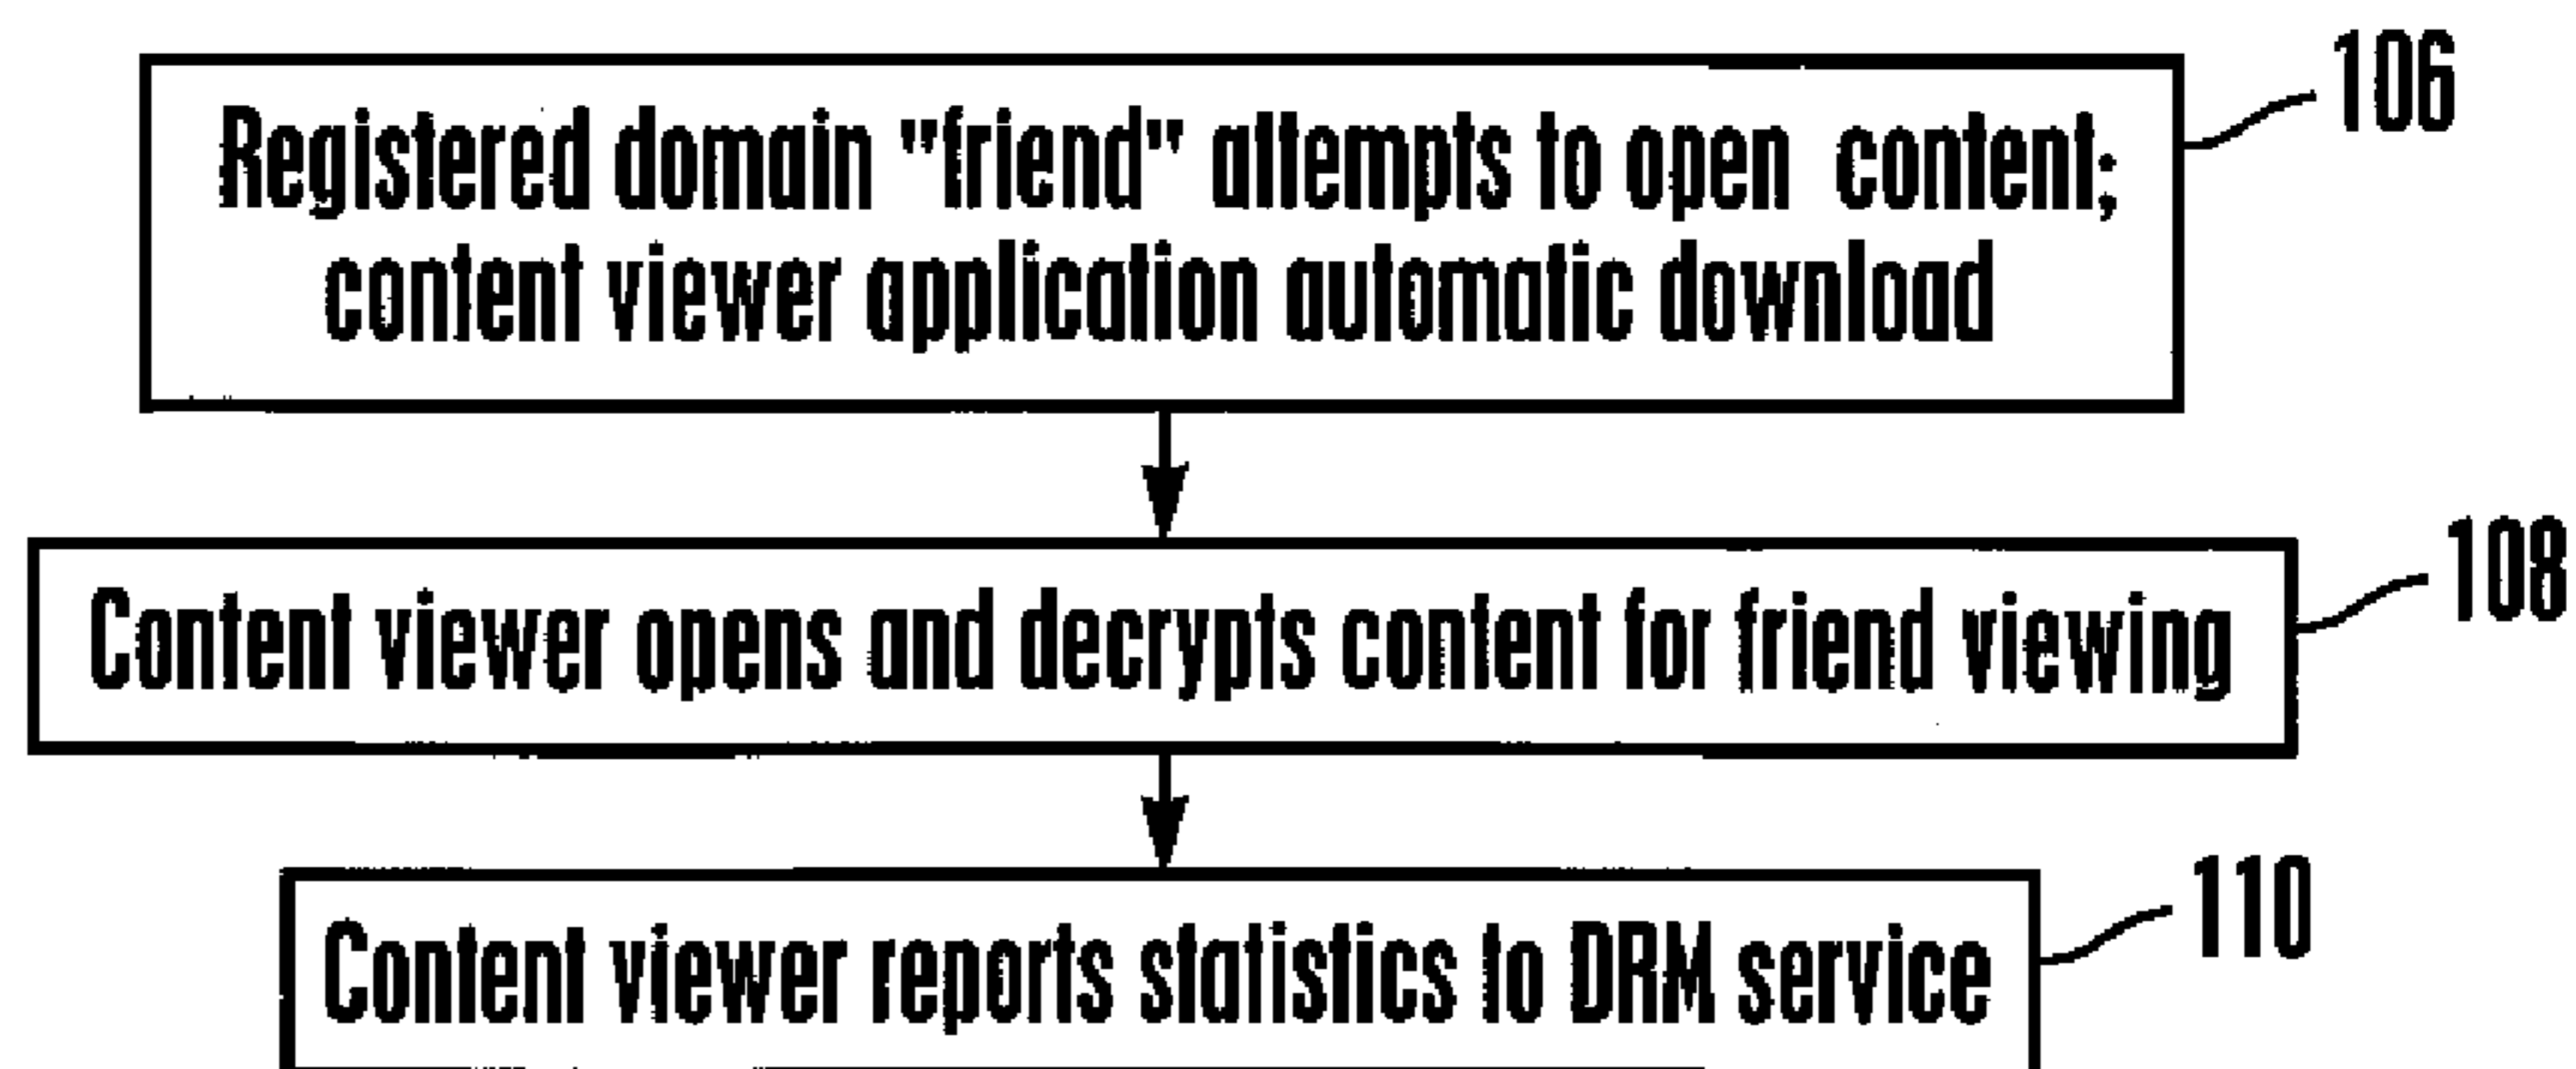 106
Registered domain "friend" attempts to open content;
content viewer application automatic download
108
Content viewer opens and decrypts content for friend viewing
110
Content viewer reports statistics to DRM service